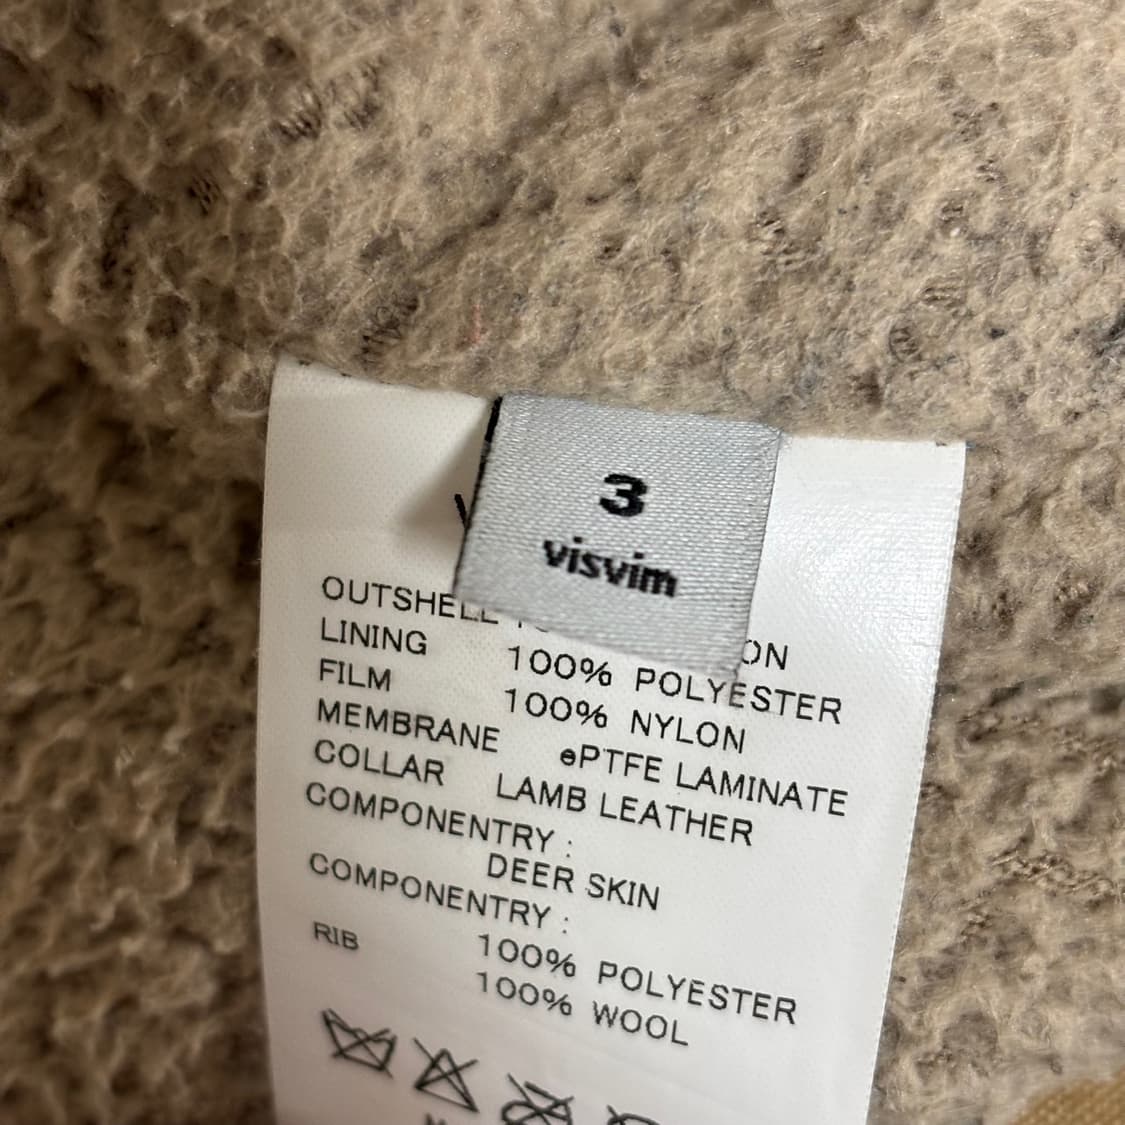 3
visvim
OUTSHELL
LINING 100% POLYESTER
FILM 100% NYLON
MEMBRANE ePTFE LAMINATE
COLLAR LAMB LEATHER
COMPONENTRY :
DEER SKIN
COMPONENTRY :
100% POLYESTER
RIB 100% WOOL